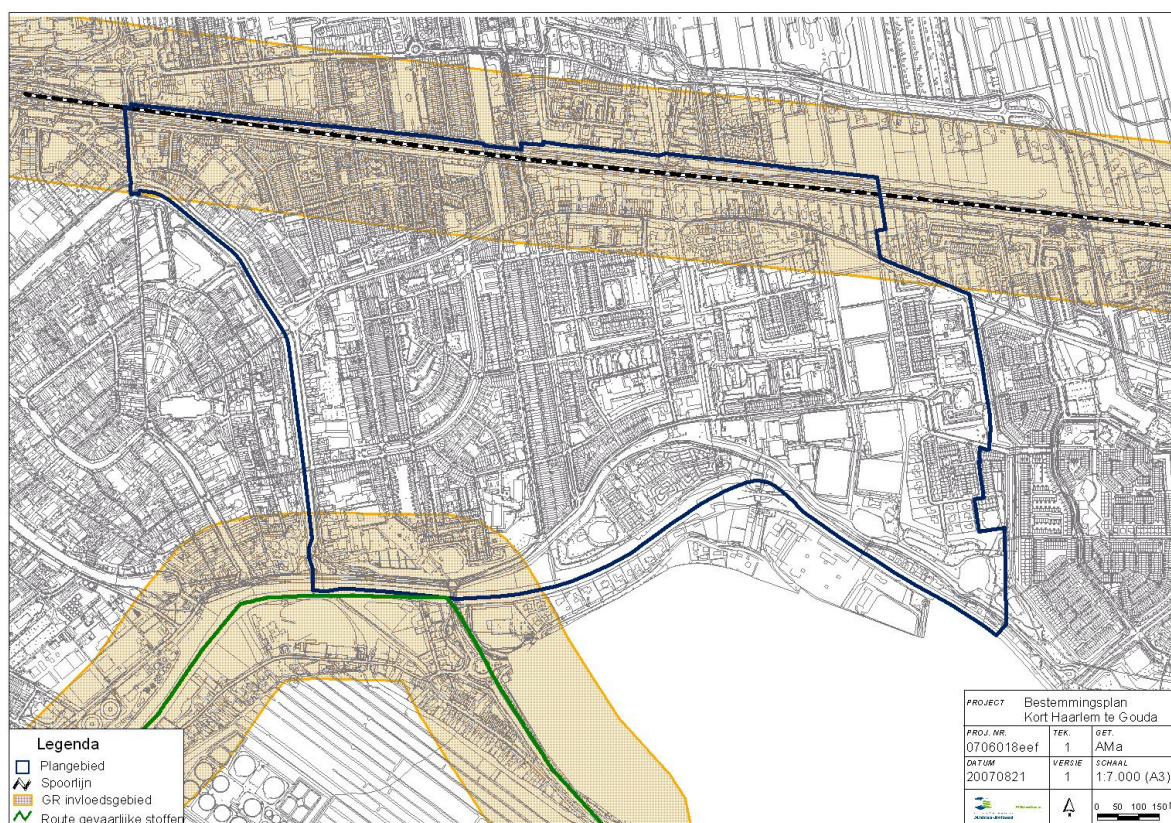 Legenda
Plangebied
Spoorlijn
GR invloedsgebied
Route gevaarlijke stoffen
PROJECT Bestemmingsplan
Kort Haarlem te Gouda
PROJ. NR. TEK. GET.
0706018eef 1 AMa
DATUM VERSIE SCHAAL
20070821 1 1:7.000 (A3)
0 50 100 150